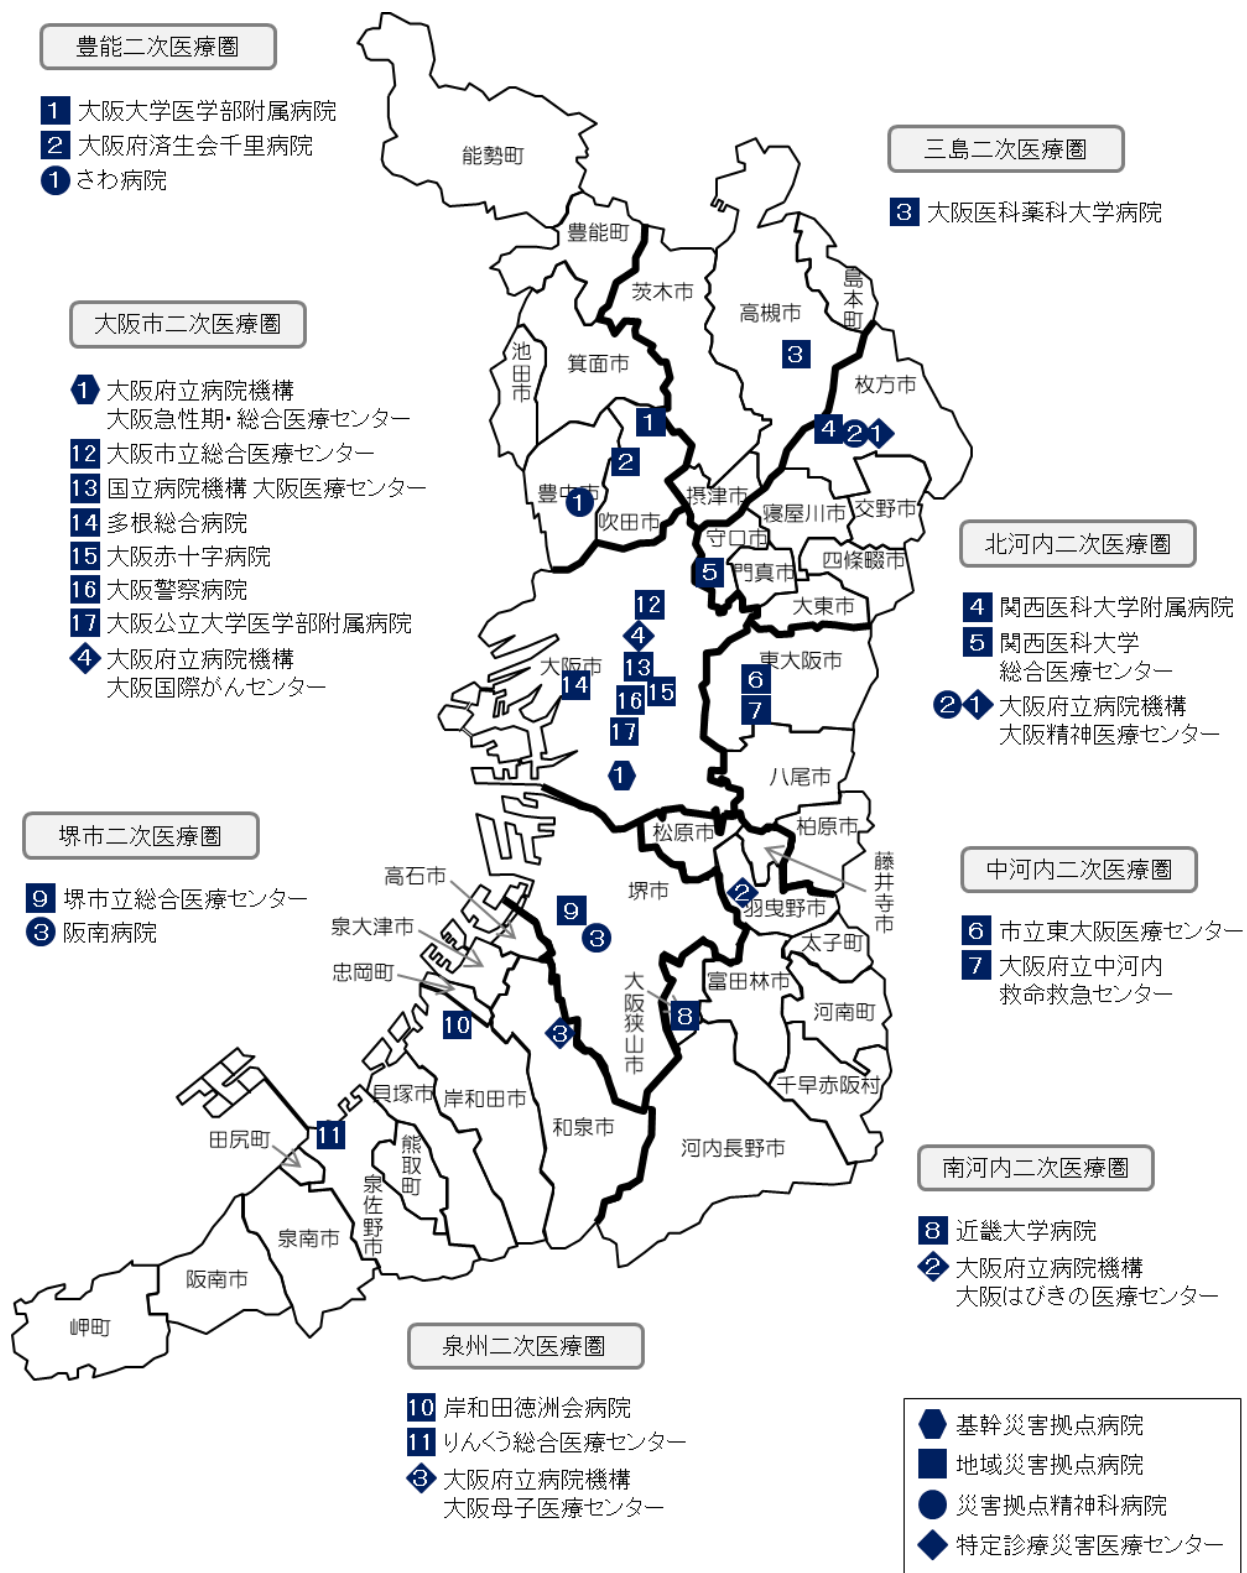 豊能二次医療圏
1 大阪大学医学部附属病院
2 大阪府済生会千里病院
1 さわ病院
三島二次医療圏
3 大阪医科薬科大学病院
大阪市二次医療圏
1 大阪府立病院機構
大阪急性期・総合医療センター
12 大阪市立総合医療センター
13 国立病院機構 大阪医療センター
14 多根総合病院
15 大阪赤十字病院
16 大阪警察病院
17 大阪公立大学医学部附属病院
4 大阪府立病院機構
大阪国際がんセンター
北河内二次医療圏
4 関西医科大学附属病院
5 関西医科大学
総合医療センター
2 1 大阪府立病院機構
大阪精神医療センター
堺市二次医療圏
9 堺市立総合医療センター
3 阪南病院
中河内二次医療圏
6 市立東大阪医療センター
7 大阪府立中河内
救命救急センター
南河内二次医療圏
8 近畿大学病院
2 大阪府立病院機構
大阪はびきの医療センター
泉州二次医療圏
10 岸和田徳洲会病院
11 りんくう総合医療センター
3 大阪府立病院機構
大阪母子医療センター
基幹災害拠点病院
地域災害拠点病院
災害拠点精神科病院
特定診療災害医療センター
能勢町
豊能町
茨木市
高槻市
島本町
3
池田市
箕面市
枚方市
1
4 2 1
2
豊中市
1
吹田市
摂津市
寝屋川市
交野市
守口市
5
門真市
四條畷市
大東市
12
4
大阪市
13
14
15
16
17
1
東大阪市
6
7
八尾市
松原市
柏原市
藤井寺市
高石市
堺市
2
羽曳野市
9
3
泉大津市
太子町
忠岡町
大阪狭山市
富田林市
8
河南町
10
3
千早赤阪村
貝塚市
岸和田市
和泉市
11
田尻町
熊取町
河内長野市
泉佐野市
泉南市
阪南市
岬町